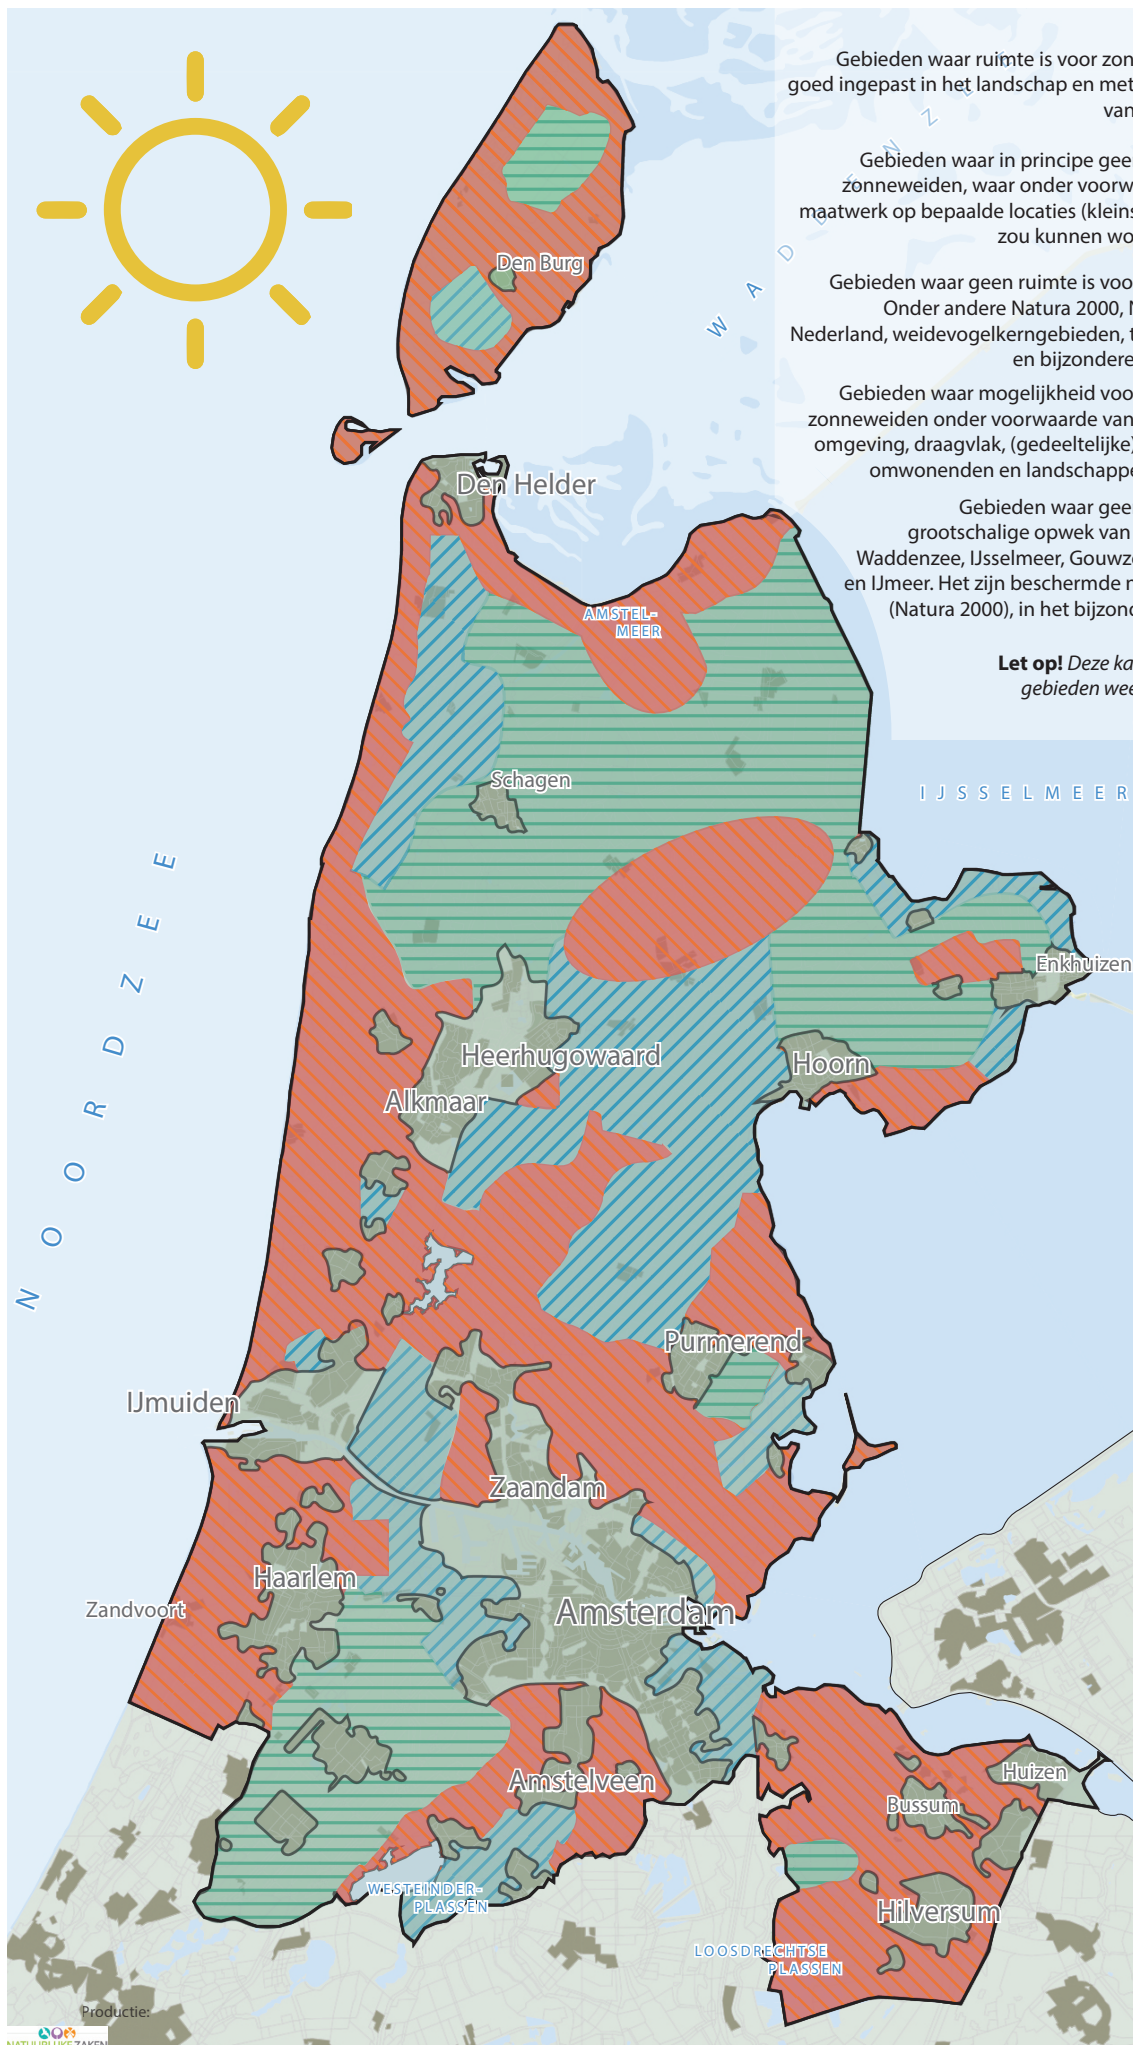 Gebieden waar ruimte is voor zon
goed ingepast in het landschap en met
van
Gebieden waar in principe gee
zonneweiden, waar onder voorw
maatwerk op bepaalde locaties (kleins
zou kunnen wo
Gebieden waar geen ruimte is voo
Onder andere Natura 2000, N
Nederland, weidevogelkerngebieden, t
en bijzondere
Gebieden waar mogelijkheid voo
zonneweiden onder voorwaarde van
omgeving, draagvlak, (gedeeltelijke)
omwonenden en landschappe
Gebieden waar gee
grootschalige opwek van
Waddenzee, IJsselmeer, Gouwz
en IJmeer. Het zijn beschermde n
(Natura 2000), in het bijzonc
Let op! Deze ka
gebieden wee
WADDENZEE
Den Burg
Den Helder
AMSTEL-
MEER
Schagen
IJSSELMEER
NOORDZEE
Enkhuizen
Heerhugowaard
Hoorn
Alkmaar
Purmerend
IJmuiden
Zaandam
Haarlem
Zandvoort
Amsterdam
Amstelveen
Huizen
Bussum
WESTEINDER-
PLASSEN
Hilversum
LOOSDRECHTSE
PLASSEN
Productie:
NATUURLIJKE ZAKEN